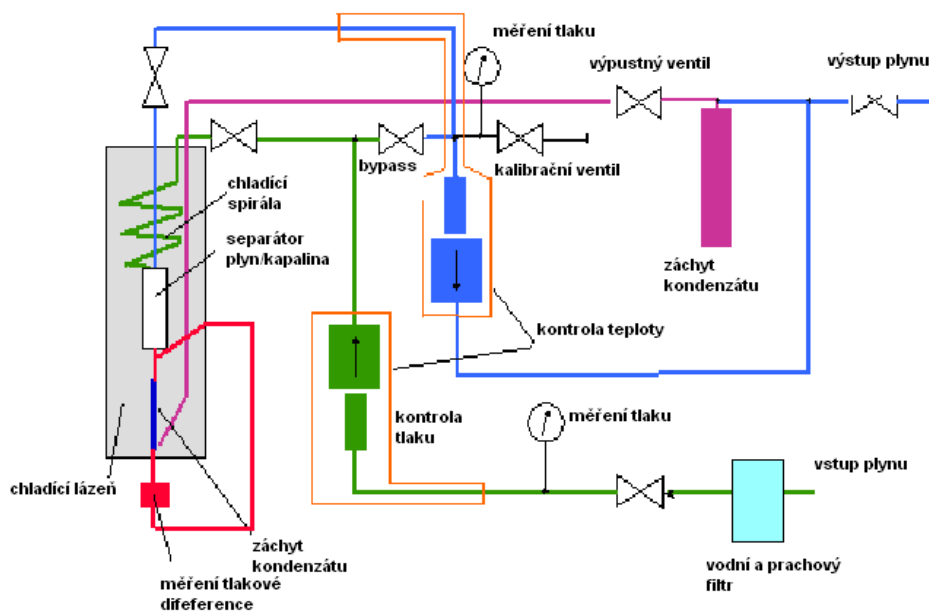 měření tlaku
výpustný ventil
výstup plynu
bypass
kalibrační ventil
chladící
spirála
separátor
plyn/kapalina
záchyt
kondenzátu
kontrola teploty
kontrola
tlaku
měření tlaku
vstup plynu
chladící lázeň
vodní a prachový
filtr
záchyt
kondenzátu
měření tlakové
difeference